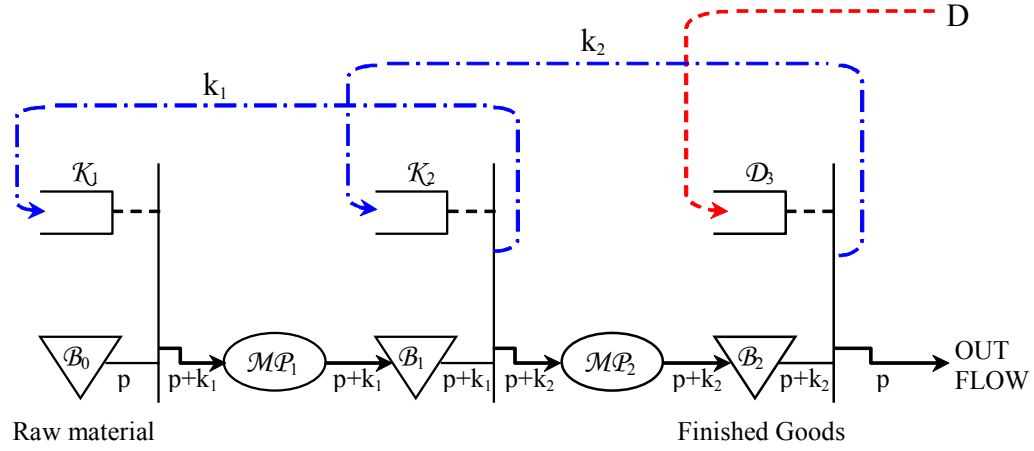 D
k₂
k₁
𝒦₁
𝒦₂
𝒟₃
ℬ₀
ℳ𝒫₁
ℬ₁
ℳ𝒫₂
ℬ₂
OUT
FLOW
p
p+k₁
p+k₁
p+k₁
p+k₂
p+k₂
p+k₂
p
Raw material
Finished Goods